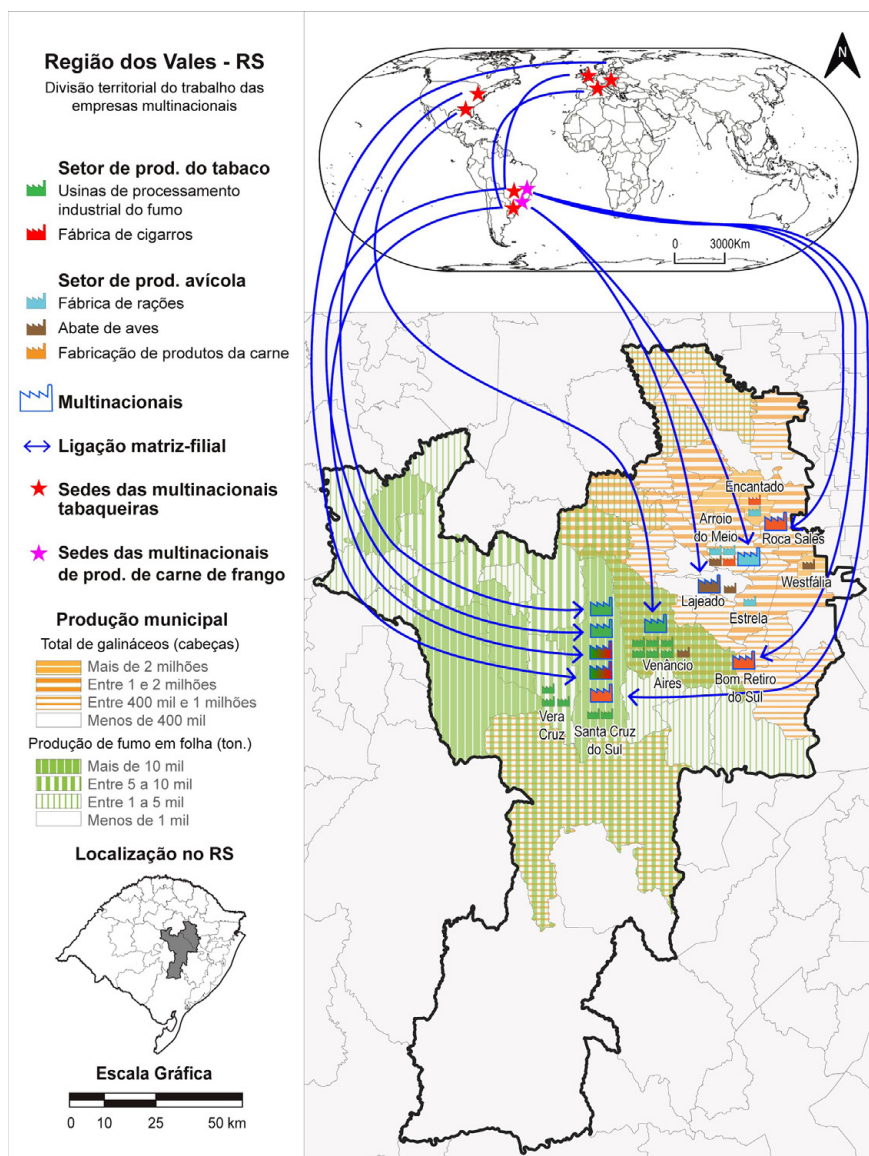 Região dos Vales - RS
Divisão territorial do trabalho das
empresas multinacionais
Setor de prod. do tabaco
Usinas de processamento
industrial do fumo
Fábrica de cigarros
Setor de prod. avícola
Fábrica de rações
Abate de aves
Fabricação de produtos da carne
Multinacionais
Ligação matriz-filial
Sedes das multinacionais
tabaqueiras
Sedes das multinacionais
de prod. de carne de frango
Produção municipal
Total de galináceos (cabeças)
Mais de 2 milhões
Entre 1 e 2 milhões
Entre 400 mil e 1 milhões
Menos de 400 mil
Produção de fumo em folha (ton.)
Mais de 10 mil
Entre 5 a 10 mil
Entre 1 a 5 mil
Menos de 1 mil
Localização no RS
Escala Gráfica
0 10 25 50 km
N
0 3000Km
Encantado
Arroio
do Meio
Roca Sales
Westfália
Lajeado
Estrela
Venâncio
Aires
Bom Retiro
do Sul
Vera
Cruz
Santa Cruz
do Sul